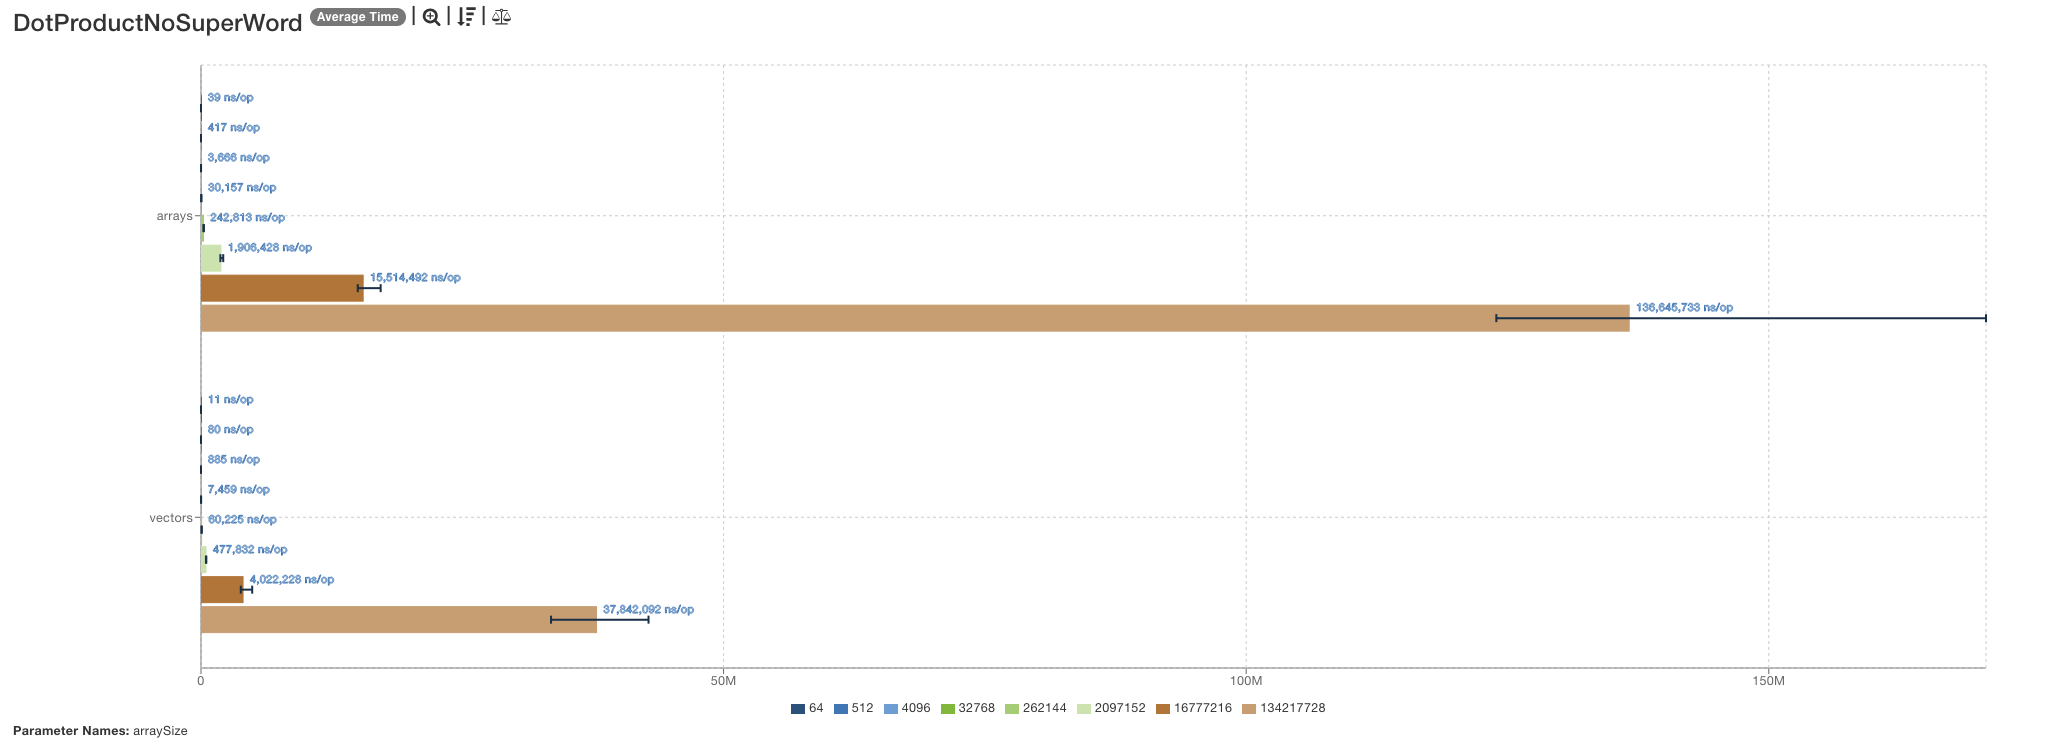 DotProductNoSuperWord Average Time
39 ns/op
417 ns/op
3,666 ns/op
30,157 ns/op
arrays
242,813 ns/op
1,906,428 ns/op
15,514,492 ns/op
136,645,733 ns/op
11 ns/op
80 ns/op
885 ns/op
7,459 ns/op
vectors
60,225 ns/op
477,832 ns/op
4,022,228 ns/op
37,842,092 ns/op
0 50M 100M 150M
64 512 4096 32768 262144 2097152 16777216 134217728
Parameter Names: arraySize